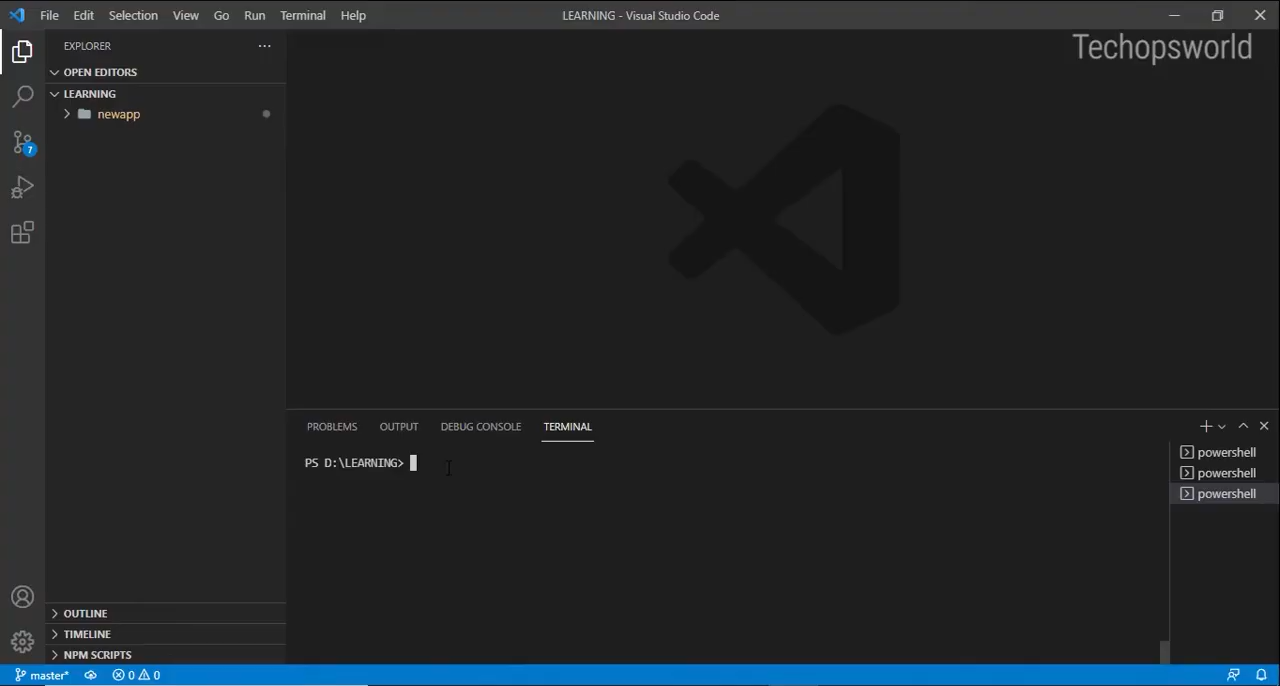 File Edit Selection View Go Run Terminal Help LEARNING - Visual Studio Code
Techopsworld
EXPLORER
OPEN EDITORS
LEARNING
newapp
7
PROBLEMS OUTPUT DEBUG CONSOLE TERMINAL
PS D:\LEARNING>
powershell
powershell
powershell
OUTLINE
TIMELINE
NPM SCRIPTS
master* 0 0